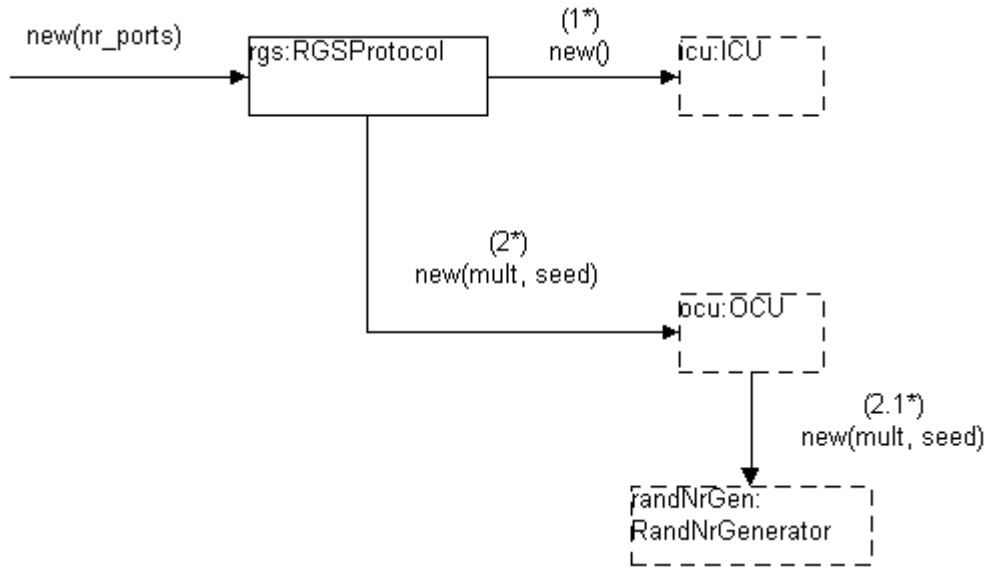 new(nr_ports)
rgs:RGSProtocol
(1*)
new()
icu:ICU
(2*)
new(mult, seed)
ocu:OCU
(2.1*)
new(mult, seed)
randNrGen:
RandNrGenerator